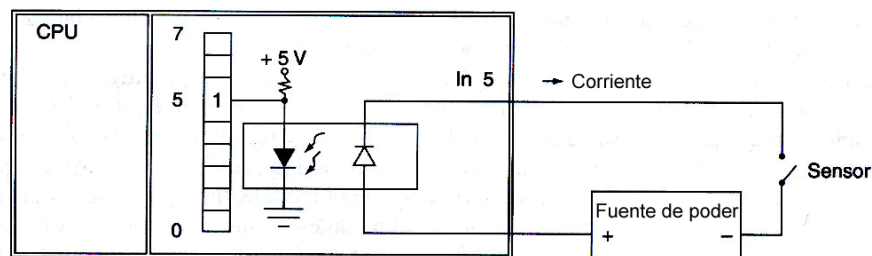 CPU
7
+ 5 V
In 5
→ Corriente
5
1
Sensor
Fuente de poder
0
+ −